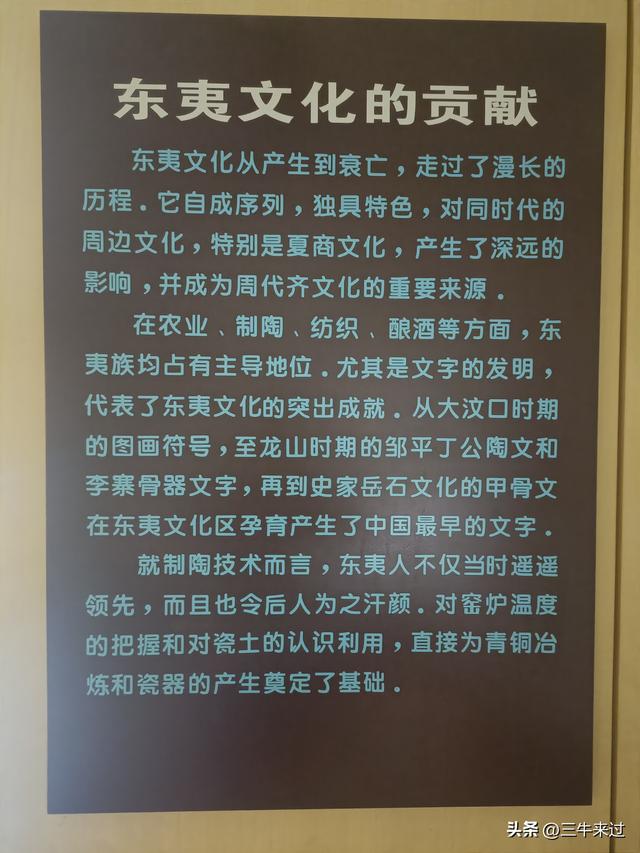 东夷文化的贡献
东夷文化从产生到衰亡，走过了漫长的
历程．它自成序列，独具特色，对同时代的
周边文化，特别是夏商文化，产生了深远的
影响，并成为周代齐文化的重要来源．
在农业、制陶、纺织、酿酒等方面，东
夷族均占有主导地位．尤其是文字的发明，
代表了东夷文化的突出成就．从大汶口时期
的图画符号，至龙山时期的邹平丁公陶文和
李寨骨器文字，再到史家岳石文化的甲骨文
在东夷文化区孕育产生了中国最早的文字．
就制陶技术而言，东夷人不仅当时遥遥
领先，而且也令后人为之汗颜．对窑炉温度
的把握和对瓷土的认识利用，直接为青铜冶
炼和瓷器的产生奠定了基础．
头条 @三牛来过